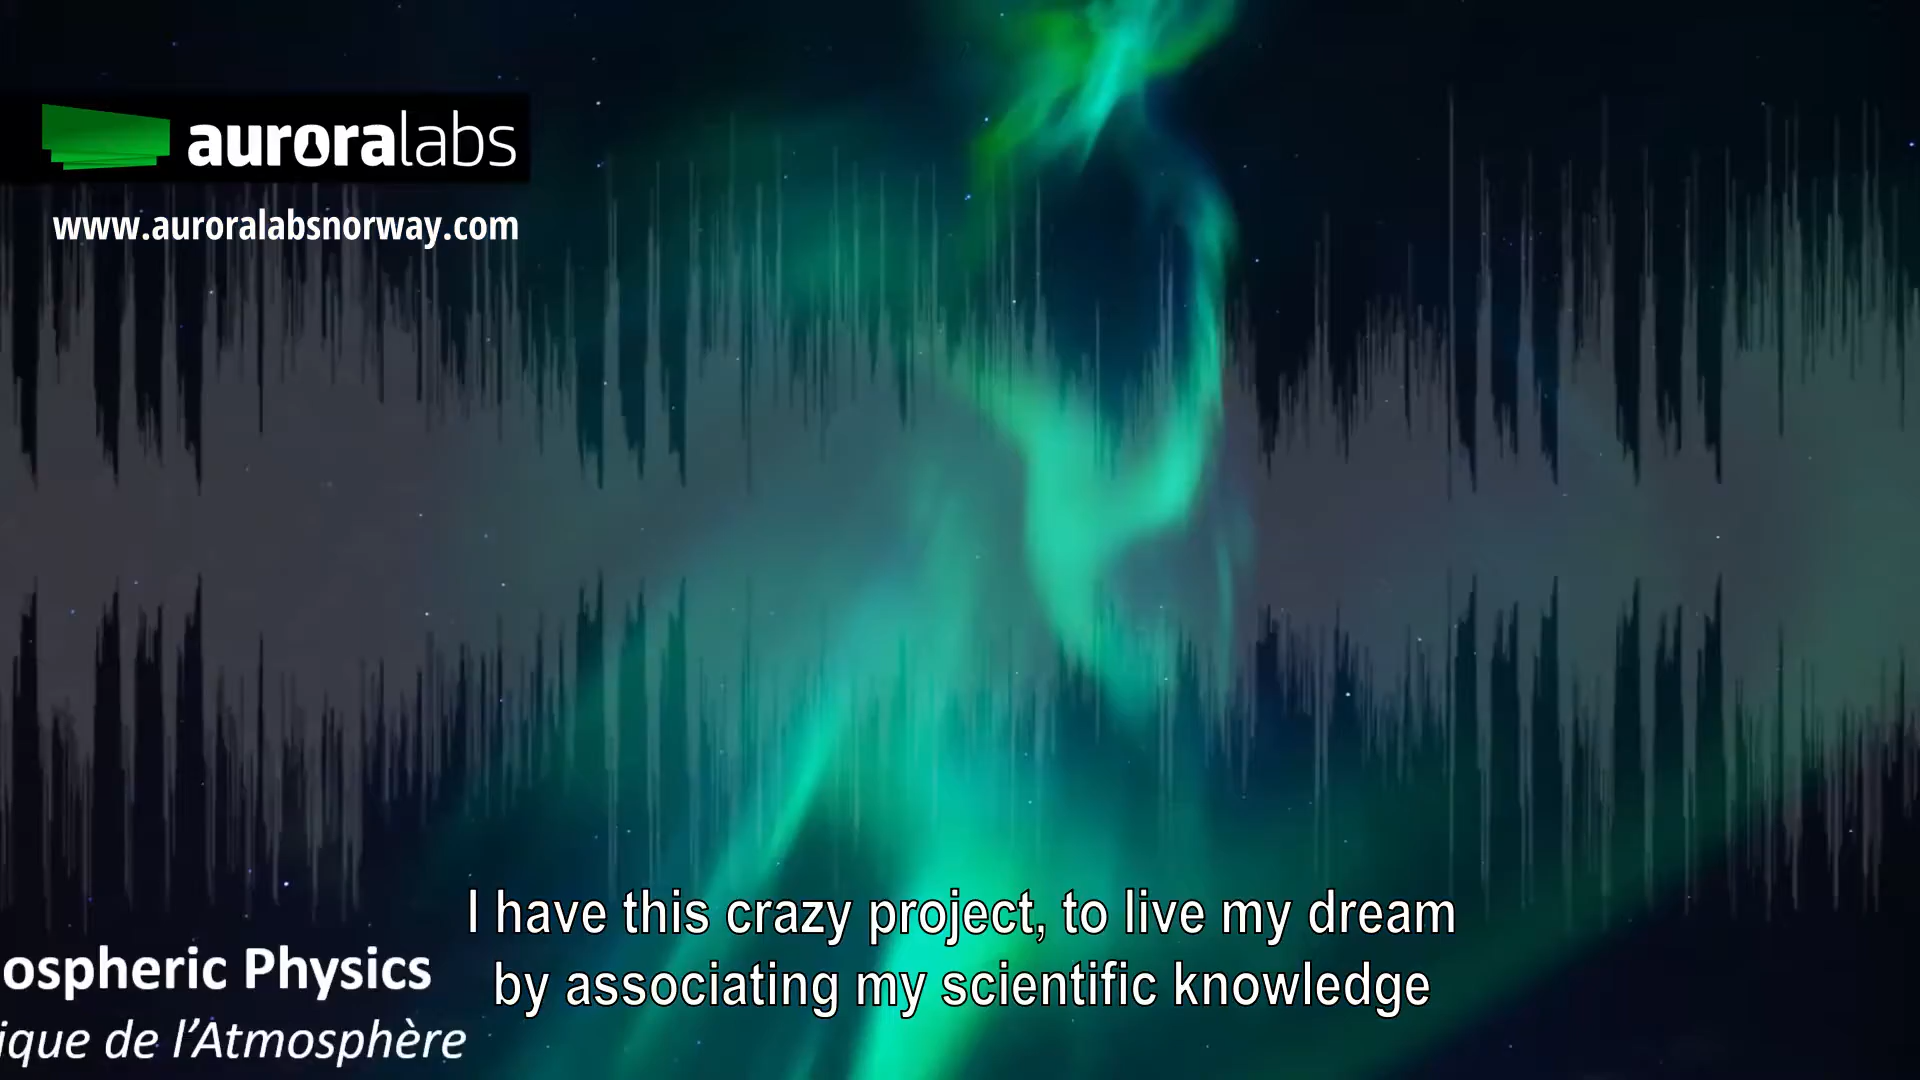 auroralabs
www.auroralabsnorway.com
I have this crazy project, to live my dream
by associating my scientific knowledge
ospheric Physics
ique de l’Atmosphère